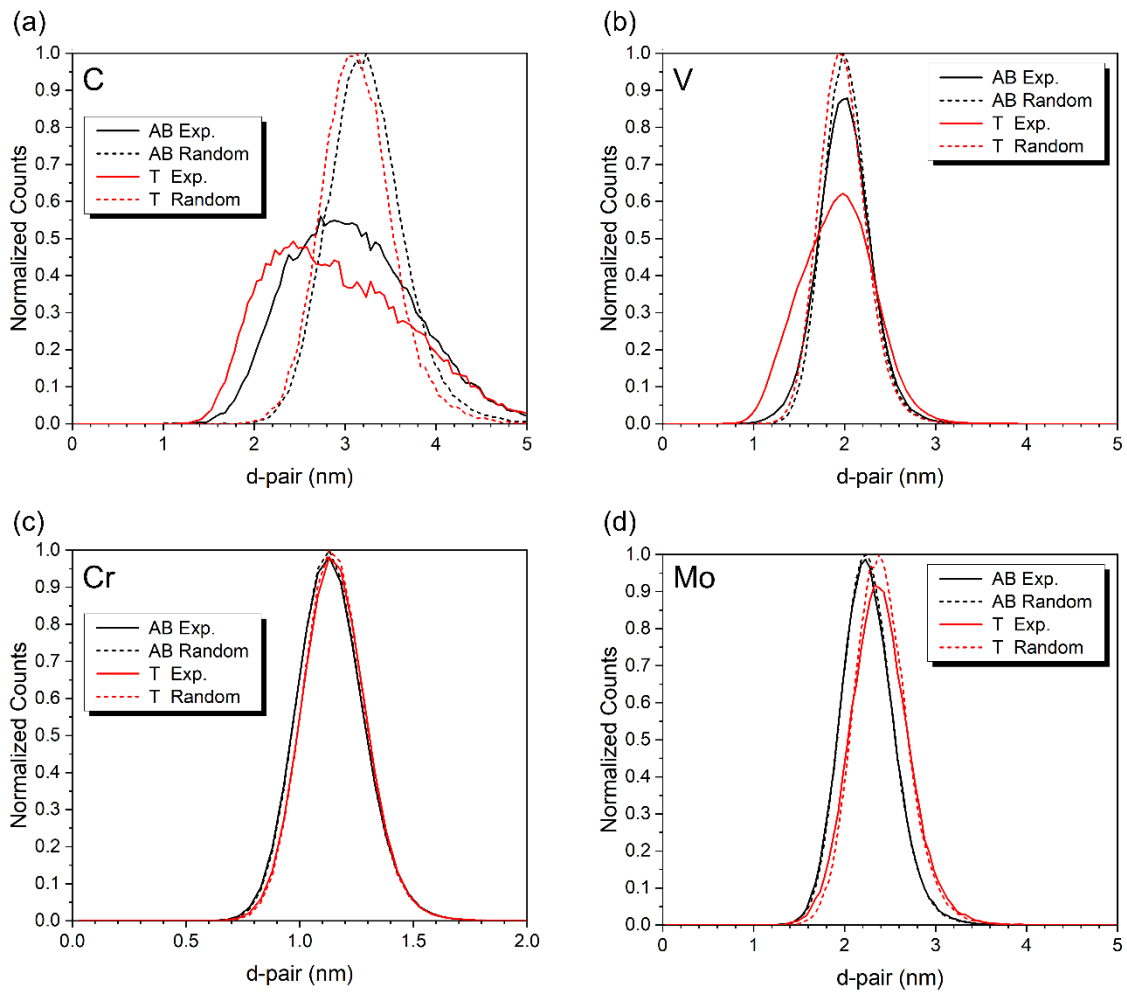 (a)
C
AB Exp.
AB Random
T Exp.
T Random
Normalized Counts
1.0
0.9
0.8
0.7
0.6
0.5
0.4
0.3
0.2
0.1
0.0
0
1
2
3
4
5
d-pair (nm)
(b)
V
AB Exp.
AB Random
T Exp.
T Random
Normalized Counts
1.0
0.9
0.8
0.7
0.6
0.5
0.4
0.3
0.2
0.1
0.0
0
1
2
3
4
5
d-pair (nm)
(c)
Cr
AB Exp.
AB Random
T Exp.
T Random
Normalized Counts
1.0
0.9
0.8
0.7
0.6
0.5
0.4
0.3
0.2
0.1
0.0
0.0
0.5
1.0
1.5
2.0
d-pair (nm)
(d)
Mo
AB Exp.
AB Random
T Exp.
T Random
Normalized Counts
1.0
0.9
0.8
0.7
0.6
0.5
0.4
0.3
0.2
0.1
0.0
0
1
2
3
4
5
d-pair (nm)